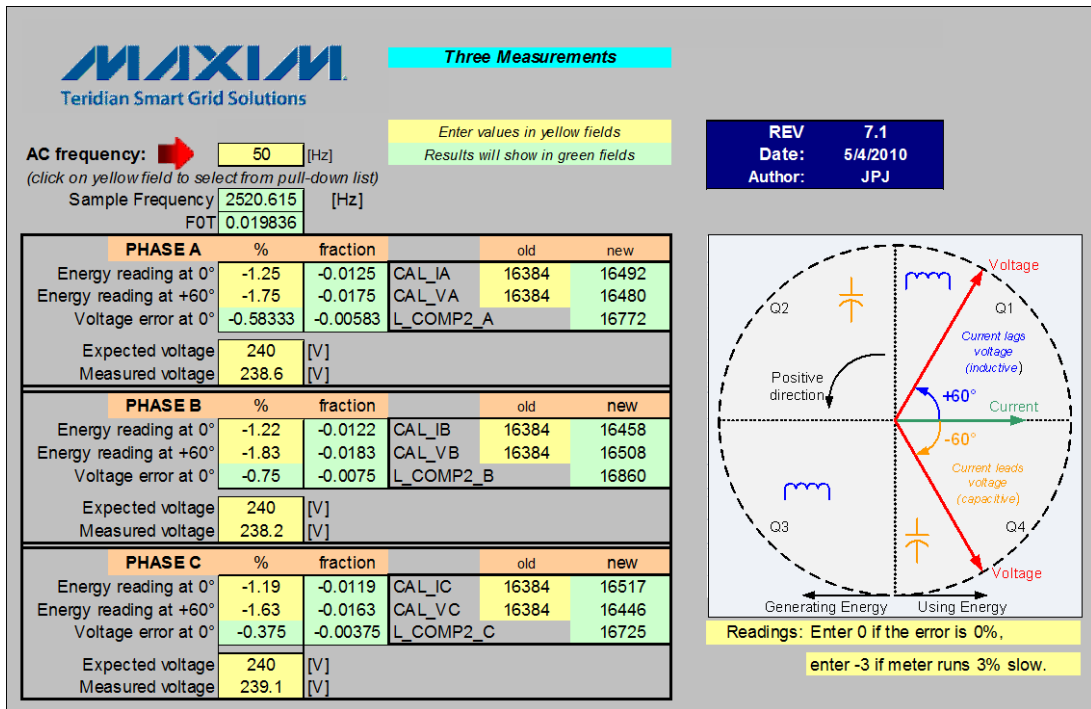 MAXIM
Teridian Smart Grid Solutions
Three Measurements
Enter values in yellow fields
Results will show in green fields
REV 7.1
Date: 5/4/2010
Author: JPJ
AC frequency: 50 [Hz]
(click on yellow field to select from pull-down list)
Sample Frequency 2520.615 [Hz]
F0T 0.019836
PHASE A % fraction old new
Energy reading at 0° -1.25 -0.0125 CAL_IA 16384 16492
Energy reading at +60° -1.75 -0.0175 CAL_VA 16384 16480
Voltage error at 0° -0.58333 -0.00583 L_COMP2_A 16772
Expected voltage 240 [V]
Measured voltage 238.6 [V]
PHASE B % fraction old new
Energy reading at 0° -1.22 -0.0122 CAL_IB 16384 16458
Energy reading at +60° -1.83 -0.0183 CAL_VB 16384 16508
Voltage error at 0° -0.75 -0.0075 L_COMP2_B 16860
Expected voltage 240 [V]
Measured voltage 238.2 [V]
PHASE C % fraction old new
Energy reading at 0° -1.19 -0.0119 CAL_IC 16384 16517
Energy reading at +60° -1.63 -0.0163 CAL_VC 16384 16446
Voltage error at 0° -0.375 -0.00375 L_COMP2_C 16725
Expected voltage 240 [V]
Measured voltage 239.1 [V]
Voltage
Q2
Q1
Current lags
voltage
(inductive)
Positive
direction
+60°
Current
-60°
Current leads
voltage
(capacitive)
Q3
Q4
Voltage
Generating Energy Using Energy
Readings: Enter 0 if the error is 0%,
enter -3 if meter runs 3% slow.